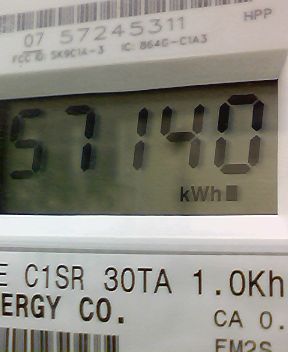 HPP
07 57245311
FCC ID: SK9C1A-3 IC: 864G-C1A3
57140
kWh
E C1SR 30TA 1.0Kh
ERGY CO.
CA 0.
FM2S